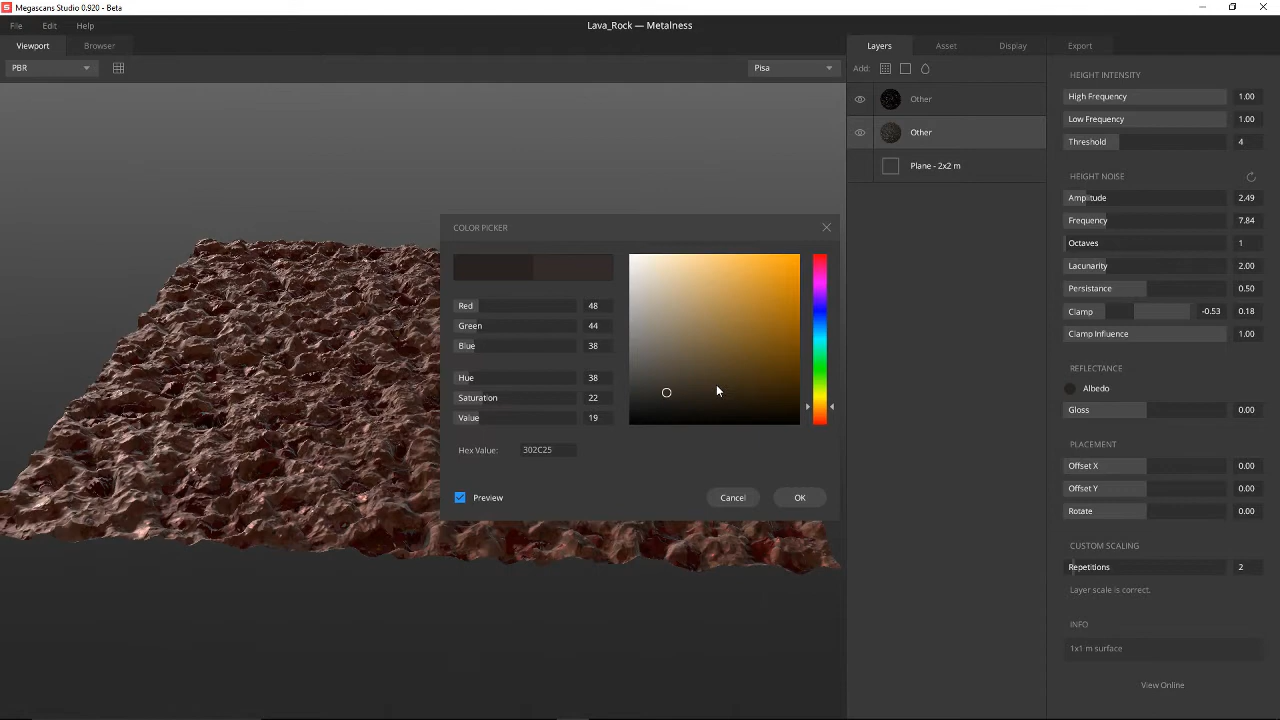 Megascans Studio 0.920 - Beta
File Edit Help
Lava_Rock — Metalness
Viewport Browser
Layers Asset Display Export
PBR
Pisa
Add:
Other
Other
Plane - 2x2 m
COLOR PICKER
Red 48
Green 44
Blue 38
Hue 38
Saturation 22
Value 19
Hex Value: 302C25
Preview
Cancel OK
HEIGHT INTENSITY
High Frequency 1.00
Low Frequency 1.00
Threshold 4
HEIGHT NOISE
Amplitude 2.49
Frequency 7.84
Octaves 1
Lacunarity 2.00
Persistance 0.50
Clamp -0.53 0.18
Clamp Influence 1.00
REFLECTANCE
Albedo
Gloss 0.00
PLACEMENT
Offset X 0.00
Offset Y 0.00
Rotate 0.00
CUSTOM SCALING
Repetitions 2
Layer scale is correct.
INFO
1x1 m surface
View Online